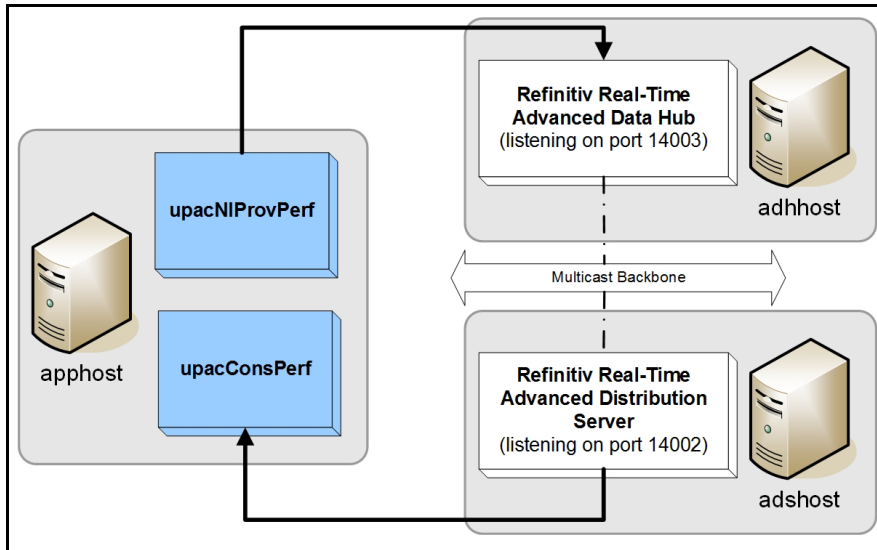 Refinitiv Real-Time
Advanced Data Hub
(listening on port 14003)
adhhost
upacNIProvPerf
Multicast Backbone
apphost
upacConsPerf
Refinitiv Real-Time
Advanced Distribution
Server
(listening on port 14002)
adshost